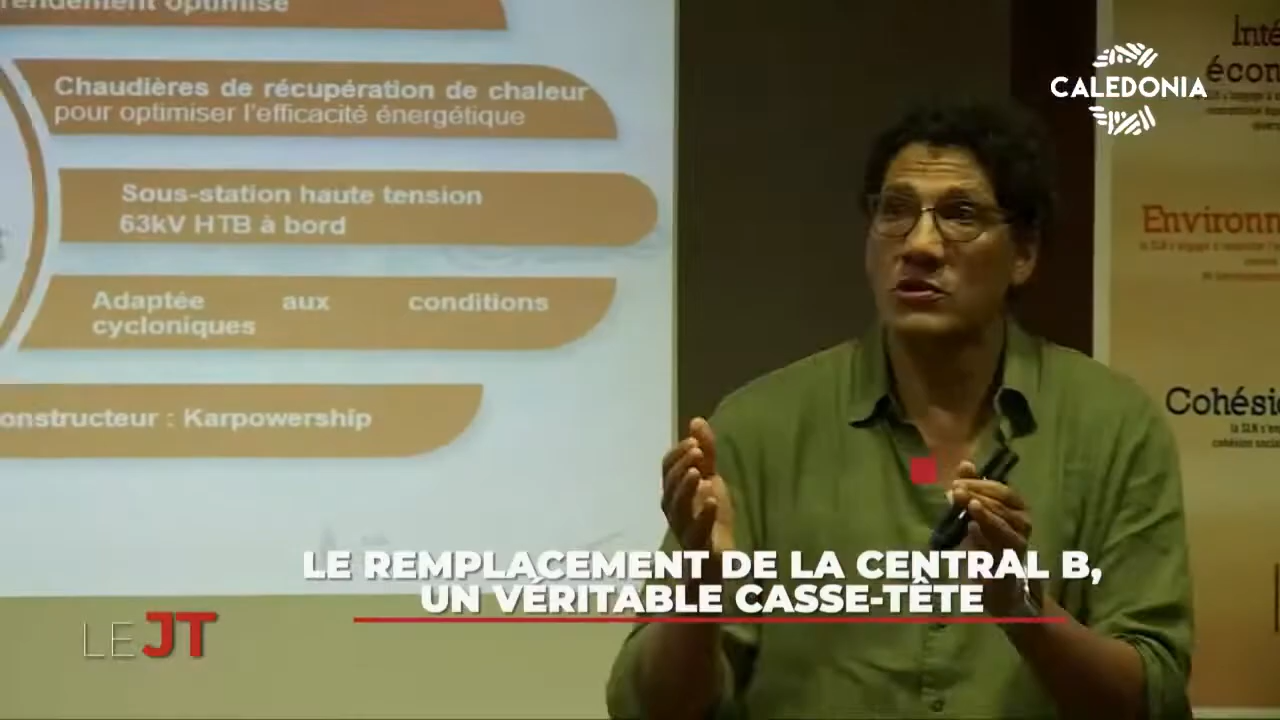 rendement optimisé
Chaudières de récupération de chaleur
pour optimiser l'efficacité énergétique
Sous-station haute tension
63kV HTB à bord
Adaptée aux conditions
cycloniques
onstructeur : Karpowership
CALEDONIA
Inté
écon
Environn
Cohésio
LE REMPLACEMENT DE LA CENTRAL B,
UN VÉRITABLE CASSE-TÊTE
LE JT